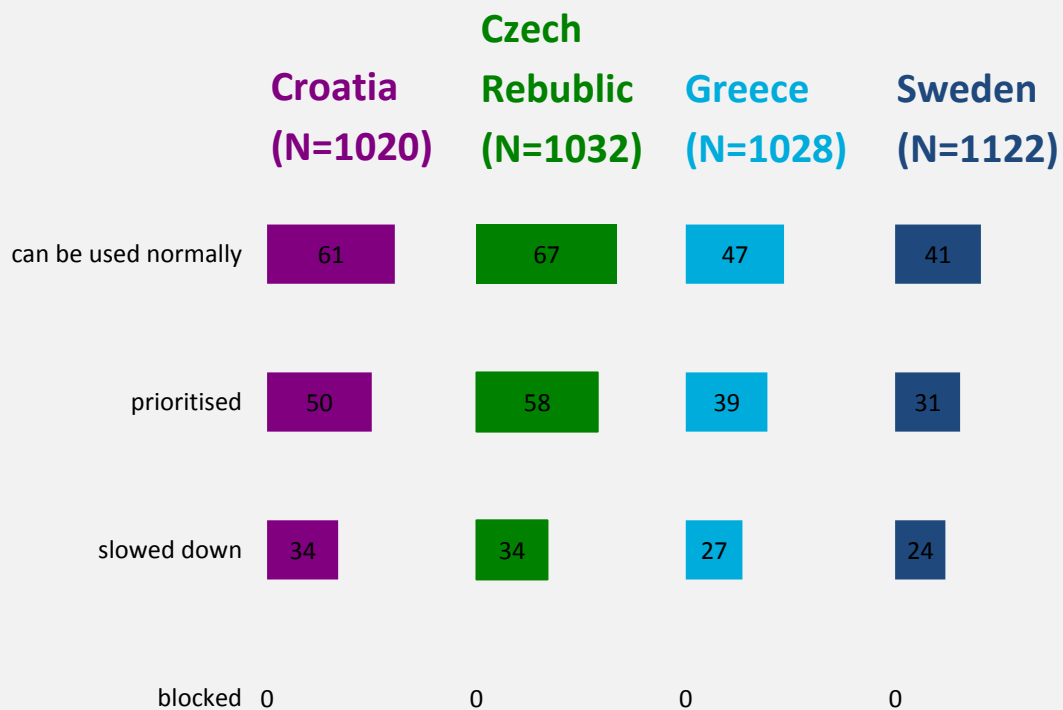 Croatia
(N=1020)
Czech
Rebublic
(N=1032)
Greece
(N=1028)
Sweden
(N=1122)
can be used normally 61 67 47 41
prioritised 50 58 39 31
slowed down 34 34 27 24
blocked 0 0 0 0